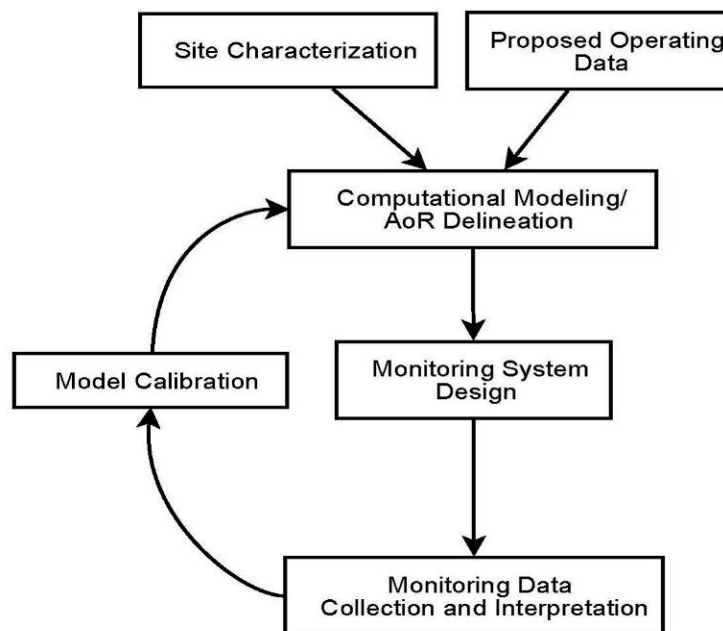 Site Characterization
Proposed Operating
Data
Computational Modeling/
AoR Delineation
Model Calibration
Monitoring System
Design
Monitoring Data
Collection and Interpretation